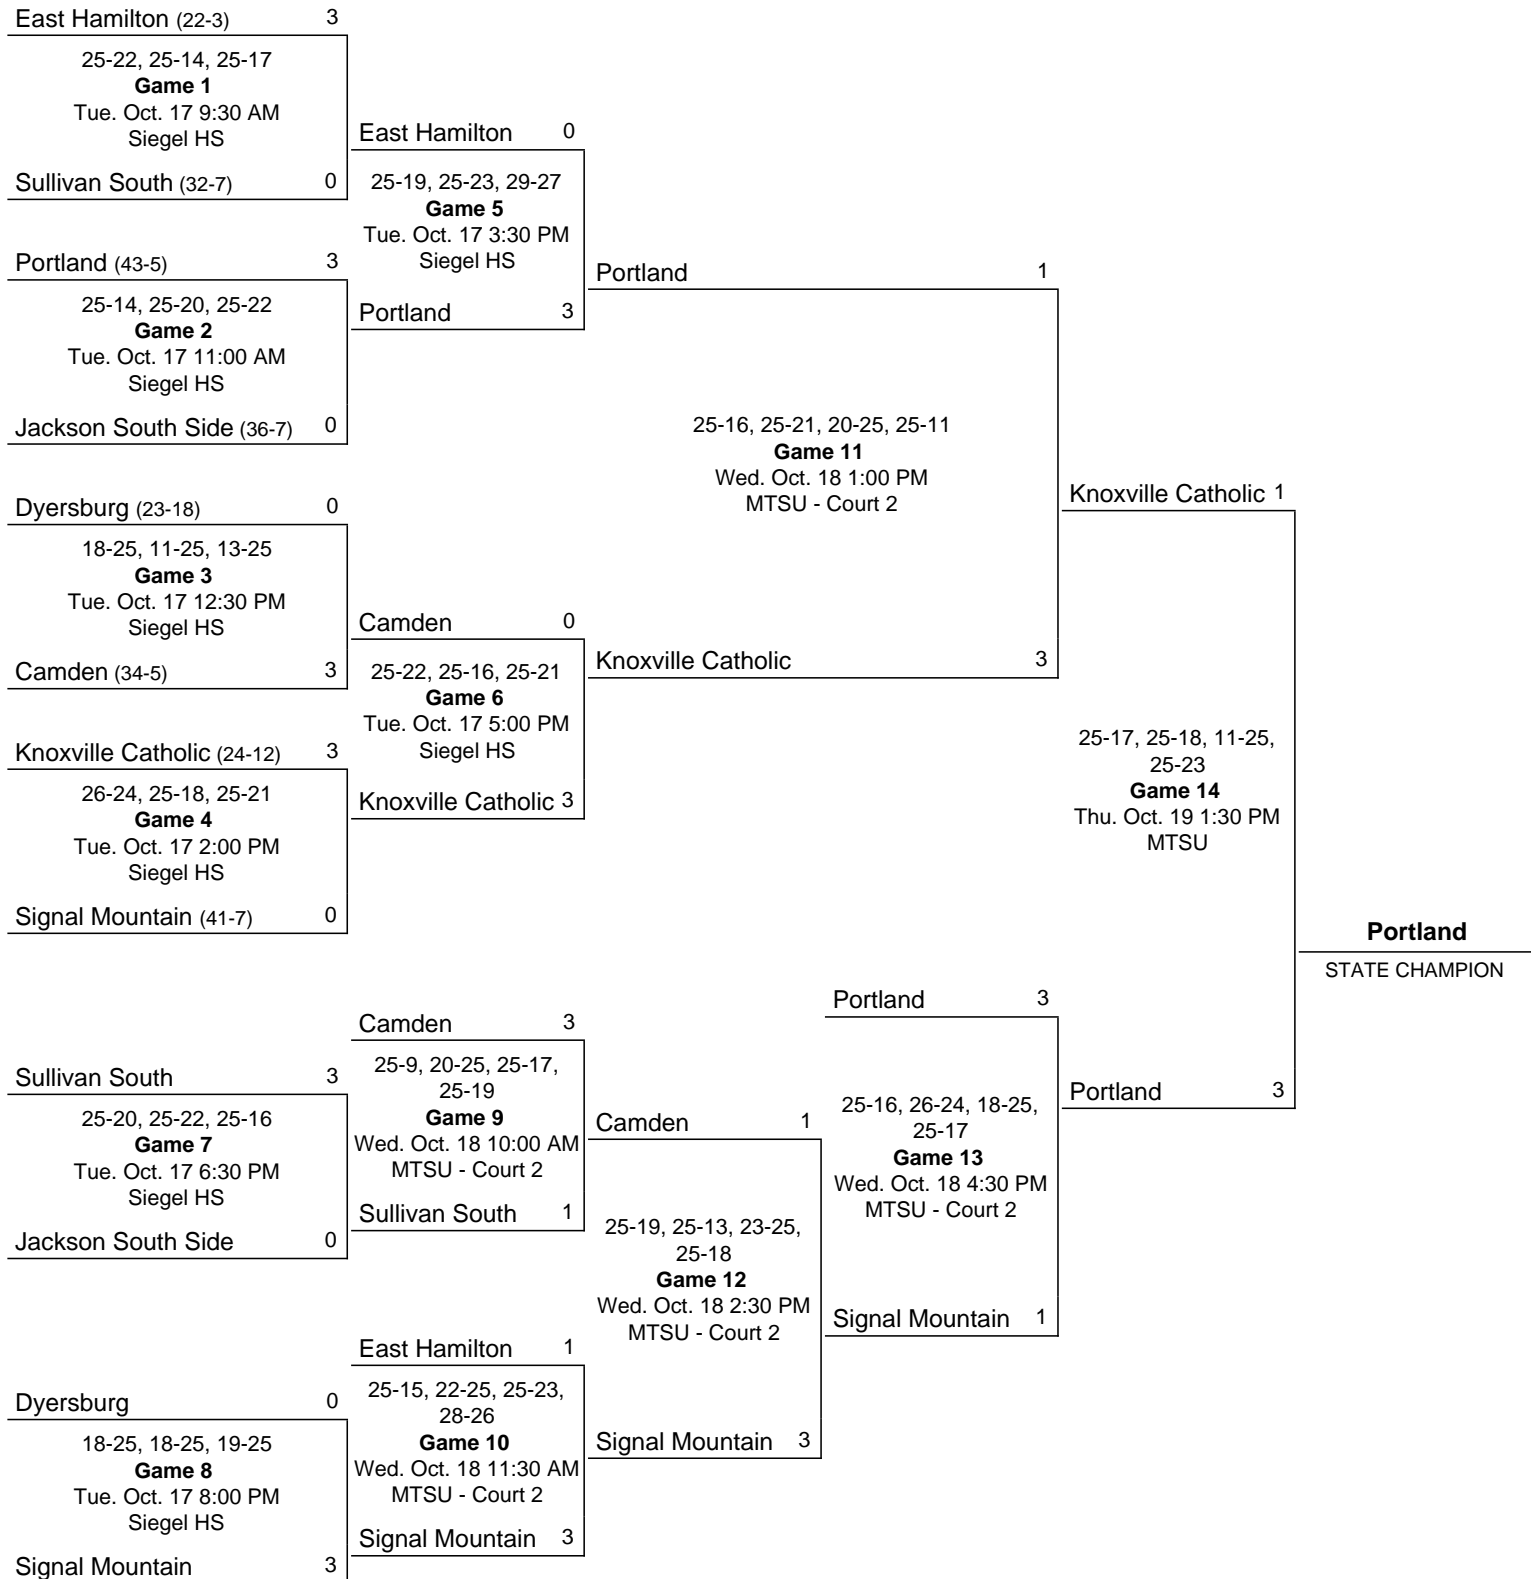 East Hamilton (22-3) 3
25-22, 25-14, 25-17
Game 1
Tue. Oct. 17 9:30 AM
Siegel HS
Sullivan South (32-7) 0
Portland (43-5) 3
25-14, 25-20, 25-22
Game 2
Tue. Oct. 17 11:00 AM
Siegel HS
Jackson South Side (36-7) 0
Dyersburg (23-18) 0
18-25, 11-25, 13-25
Game 3
Tue. Oct. 17 12:30 PM
Siegel HS
Camden (34-5) 3
Knoxville Catholic (24-12) 3
26-24, 25-18, 25-21
Game 4
Tue. Oct. 17 2:00 PM
Siegel HS
Signal Mountain (41-7) 0
East Hamilton 0
25-19, 25-23, 29-27
Game 5
Tue. Oct. 17 3:30 PM
Siegel HS
Portland 3
Camden 0
25-22, 25-16, 25-21
Game 6
Tue. Oct. 17 5:00 PM
Siegel HS
Knoxville Catholic 3
Portland 1
25-16, 25-21, 20-25, 25-11
Game 11
Wed. Oct. 18 1:00 PM
MTSU - Court 2
Knoxville Catholic 3
Knoxville Catholic 1
25-17, 25-18, 11-25,
25-23
Game 14
Thu. Oct. 19 1:30 PM
MTSU
Portland 3
Portland
STATE CHAMPION
Sullivan South 3
25-20, 25-22, 25-16
Game 7
Tue. Oct. 17 6:30 PM
Siegel HS
Jackson South Side 0
Dyersburg 0
18-25, 18-25, 19-25
Game 8
Tue. Oct. 17 8:00 PM
Siegel HS
Signal Mountain 3
Camden 3
25-9, 20-25, 25-17,
25-19
Game 9
Wed. Oct. 18 10:00 AM
MTSU - Court 2
Sullivan South 1
East Hamilton 1
25-15, 22-25, 25-23,
28-26
Game 10
Wed. Oct. 18 11:30 AM
MTSU - Court 2
Signal Mountain 3
Camden 1
25-19, 25-13, 23-25,
25-18
Game 12
Wed. Oct. 18 2:30 PM
MTSU - Court 2
Signal Mountain 3
Portland 3
25-16, 26-24, 18-25,
25-17
Game 13
Wed. Oct. 18 4:30 PM
MTSU - Court 2
Signal Mountain 1